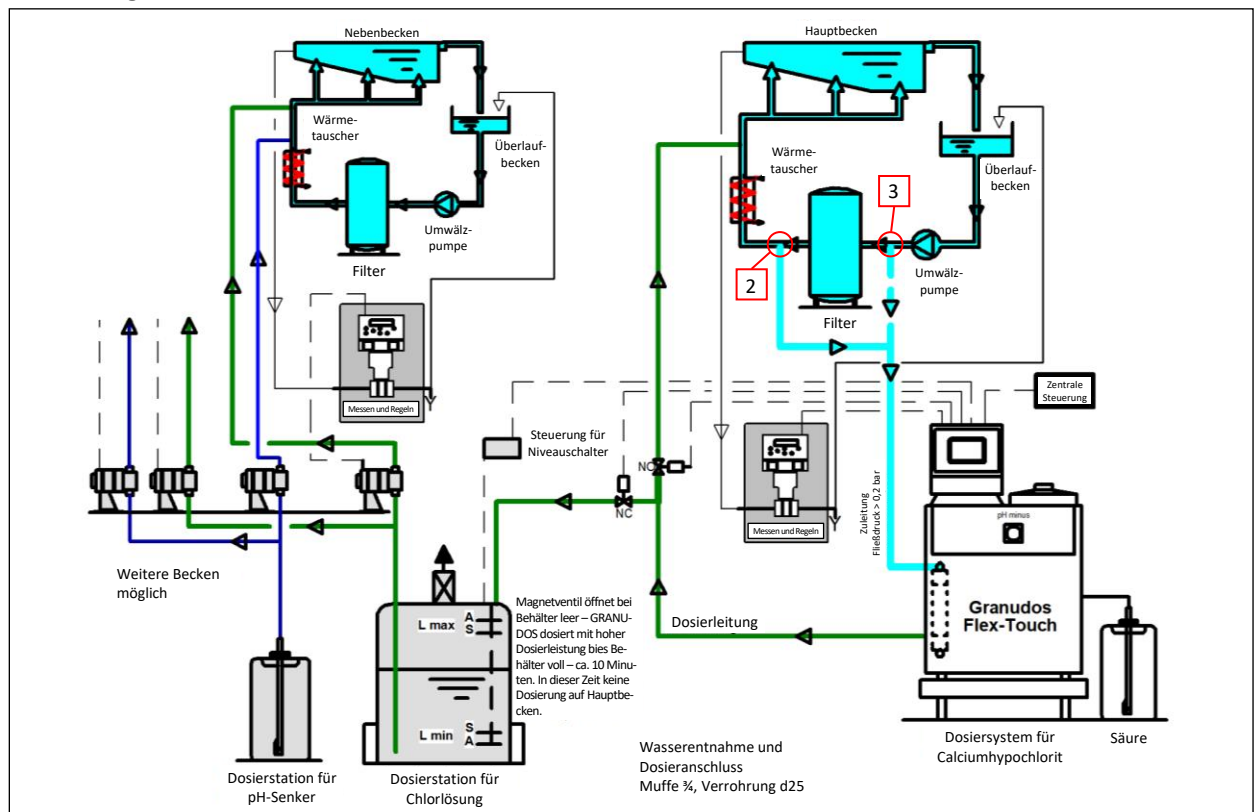 Nebenbecken
Hauptbecken
Wärme-
tauscher
Überlauf-
becken
Umwälz-
pumpe
Filter
Wärme-
tauscher
Überlauf-
becken
3
2
Umwälz-
pumpe
Filter
Messen und Regeln
Steuerung für
Niveauschalter
NC
NC
Messen und Regeln
Zentrale
Steuerung
Zuleitung
Fließdruck > 0,2 bar
pH minus
Granudos
Flex-Touch
Weitere Becken
möglich
L max
A
S
L min
S
A
Magnetventil öffnet bei
Behälter leer – GRANU-
DOS dosiert mit hoher
Dosierleistung bies Be-
hälter voll – ca. 10 Minu-
ten. In dieser Zeit keine
Dosierung auf Hauptbe-
cken.
Dosierleitung
Dosierstation für
pH-Senker
Dosierstation für
Chlorlösung
Wasserentnahme und
Dosieranschluss
Muffe ¾, Verrohrung d25
Dosiersystem für
Calciumhypochlorit
Säure